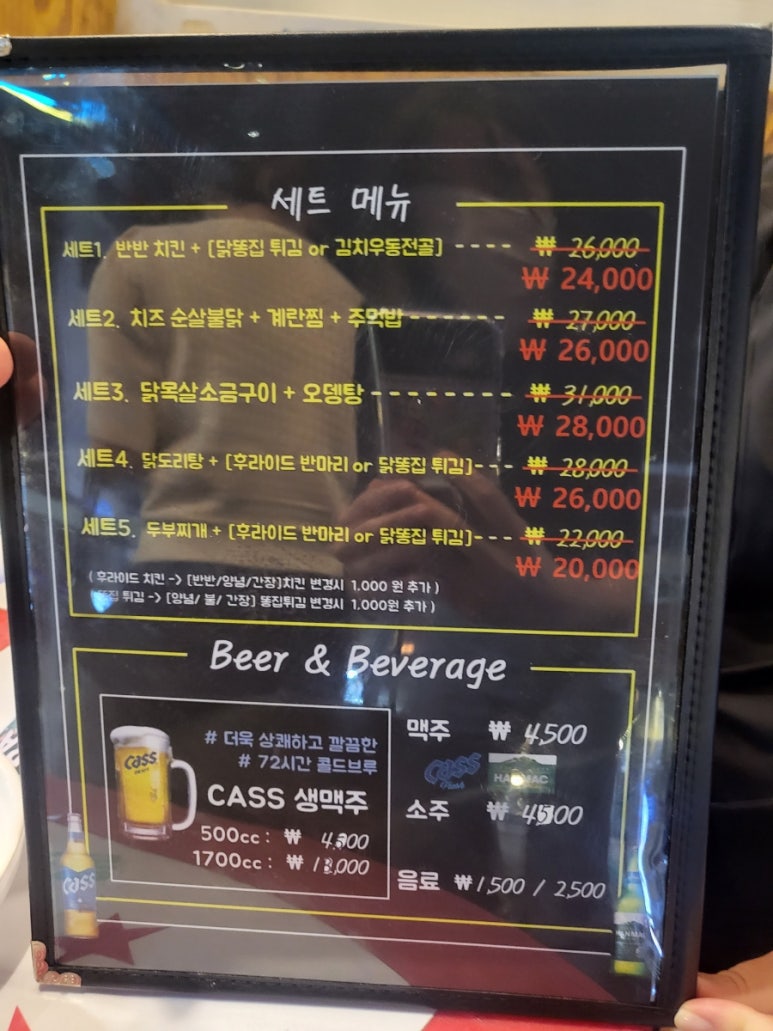 세트 메뉴
세트1. 반반 치킨 + [닭똥집 튀김 or 김치우동전골] ---- ₩ 26,000
₩ 24,000
세트2. 치즈 순살불닭 + 계란찜 + 주먹밥 ------- ₩ 27,000
₩ 26,000
세트3. 닭목살소금구이 + 오뎅탕 --------- ₩ 31,000
₩ 28,000
세트4. 닭도리탕 + [후라이드 반마리 or 닭똥집 튀김]--- ₩ 28,000
₩ 26,000
세트5. 두부찌개 + [후라이드 반마리 or 닭똥집 튀김]--- ₩ 22,000
₩ 20,000
( 후라이드 치킨 -> [반반/양념/간장]치킨 변경시 1.000 원 추가 )
튀김 -> [양념/ 불/ 간장] 똥집튀김 변경시 1.000원 추가 )
Beer & Beverage
# 더욱 상쾌하고 깔끔한
# 72시간 콜드브루
CASS 생맥주
500cc : ₩
1700cc : ₩
Cass
맥주 ₩ 4,500
Cass
HANMAC
소주 ₩
음료 ₩ 1,500 / 2,500
Cass